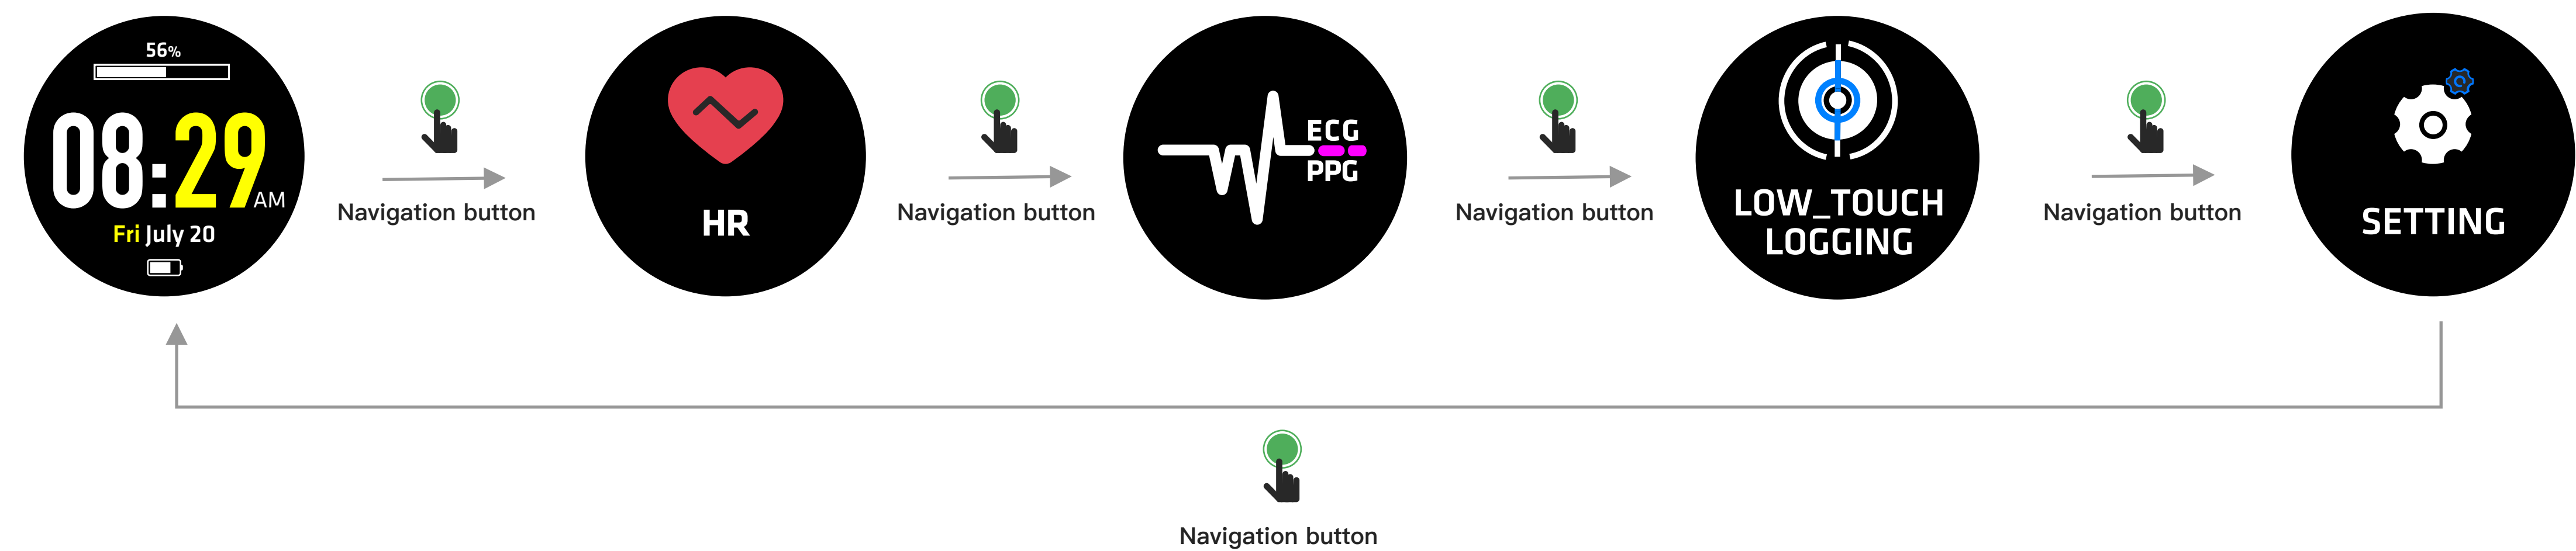 56%
08:29 AM
Fri July 20
Navigation button
HR
Navigation button
ECG
PPG
Navigation button
LOW_TOUCH
LOGGING
Navigation button
SETTING
Navigation button